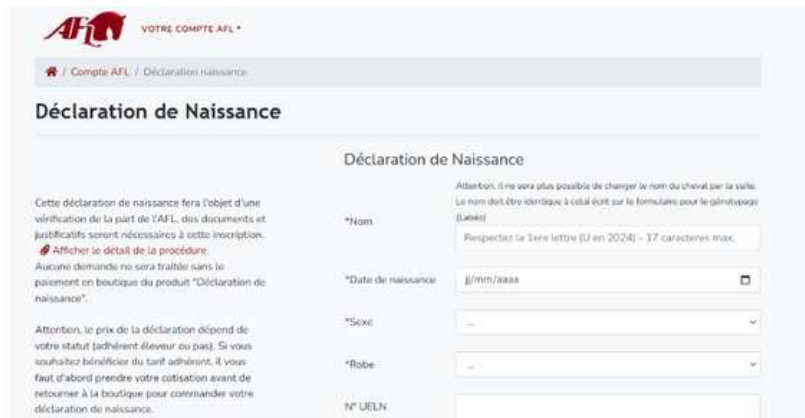 AFL
VOTRE COMPTE AFL
/ Compte AFL / Déclaration naissance
Déclaration de Naissance
Déclaration de Naissance
Cette déclaration de naissance fera l'objet d'une
vérification de la part de l'AFL, des documents et
justificatifs seront nécessaires à cette inscription.
Afficher le détail de la procédure.
Aucune demande ne sera traitée sans le
paiement en boutique du produit "Déclaration de
naissance".
Attention, le prix de la déclaration dépend de
votre statut (adhérent éleveur ou pas). Si vous
souhaitez bénéficier du tarif adhérent, il vous
faut d'abord prendre votre cotisation avant de
retourner à la boutique pour commander votre
déclaration de naissance.
Attention, il ne sera plus possible de changer le nom du cheval par la suite.
Le nom doit être identique à celui écrit sur le formulaire pour le génotypage
(Labéo)
*Nom
Respectez la 1ere lettre (U en 2024) - 17 caracteres max.
*Date de naissance
jj/mm/aaaa
*Sexe
...
*Robe
...
N° UELN